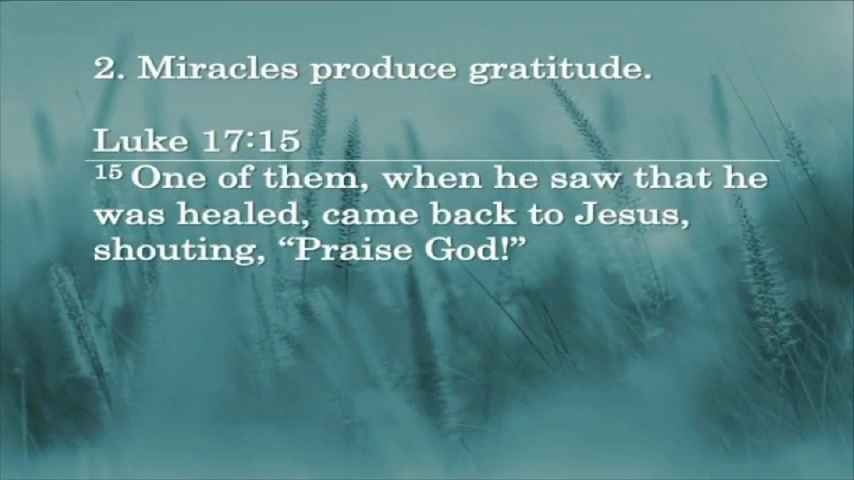 2. Miracles produce gratitude.
Luke 17:15
15 One of them, when he saw that he
was healed, came back to Jesus,
shouting, “Praise God!”